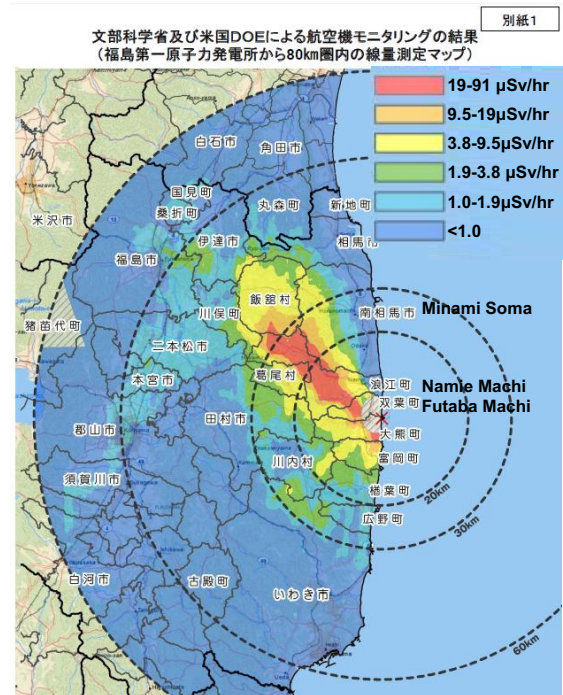 別紙1
文部科学省及び米国DOEによる航空機モニタリングの結果
（福島第一原子力発電所から80km圏内の線量測定マップ）
19-91 µSv/hr
9.5-19µSv/hr
3.8-9.5µSv/hr
1.9-3.8 µSv/hr
1.0-1.9µSv/hr
<1.0
白石市
角田市
国見町
桑折町
丸森町
新地町
米沢市
伊達市
相馬市
福島市
飯舘村
猪苗代町
川俣町
南相馬市
Minami Soma
二本松市
本宮市
葛尾村
浪江町
Namie Machi
双葉町
Futaba Machi
田村市
郡山市
大熊町
川内村
富岡町
須賀川市
楢葉町
20km
広野町
30km
白河市
古殿町
いわき市
60km